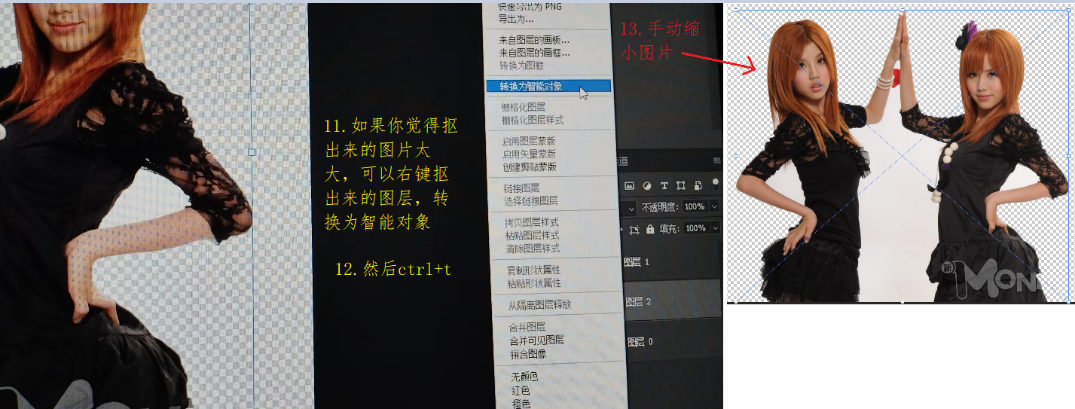 11.如果你觉得抠
出来的图片太
大，可以右键抠
出来的图层，转
换为智能对象
12.然后ctrl+t
快速导出为 PNG
导出为...
来自图层的画板...
来自图层的画框...
转换为图框
转换为智能对象
栅格化图层
栅格化图层样式
启用图层蒙版
启用矢量蒙版
创建剪贴蒙版
链接图层
选择链接图层
拷贝图层样式
粘贴图层样式
清除图层样式
复制形状属性
粘贴形状属性
从隔离图层释放
合并图层
合并可见图层
拼合图像
无颜色
红色
橙色
13.手动缩
小图片
通道
不透明度: 100%
填充: 100%
图层 1
图层 2
图层 0
MON